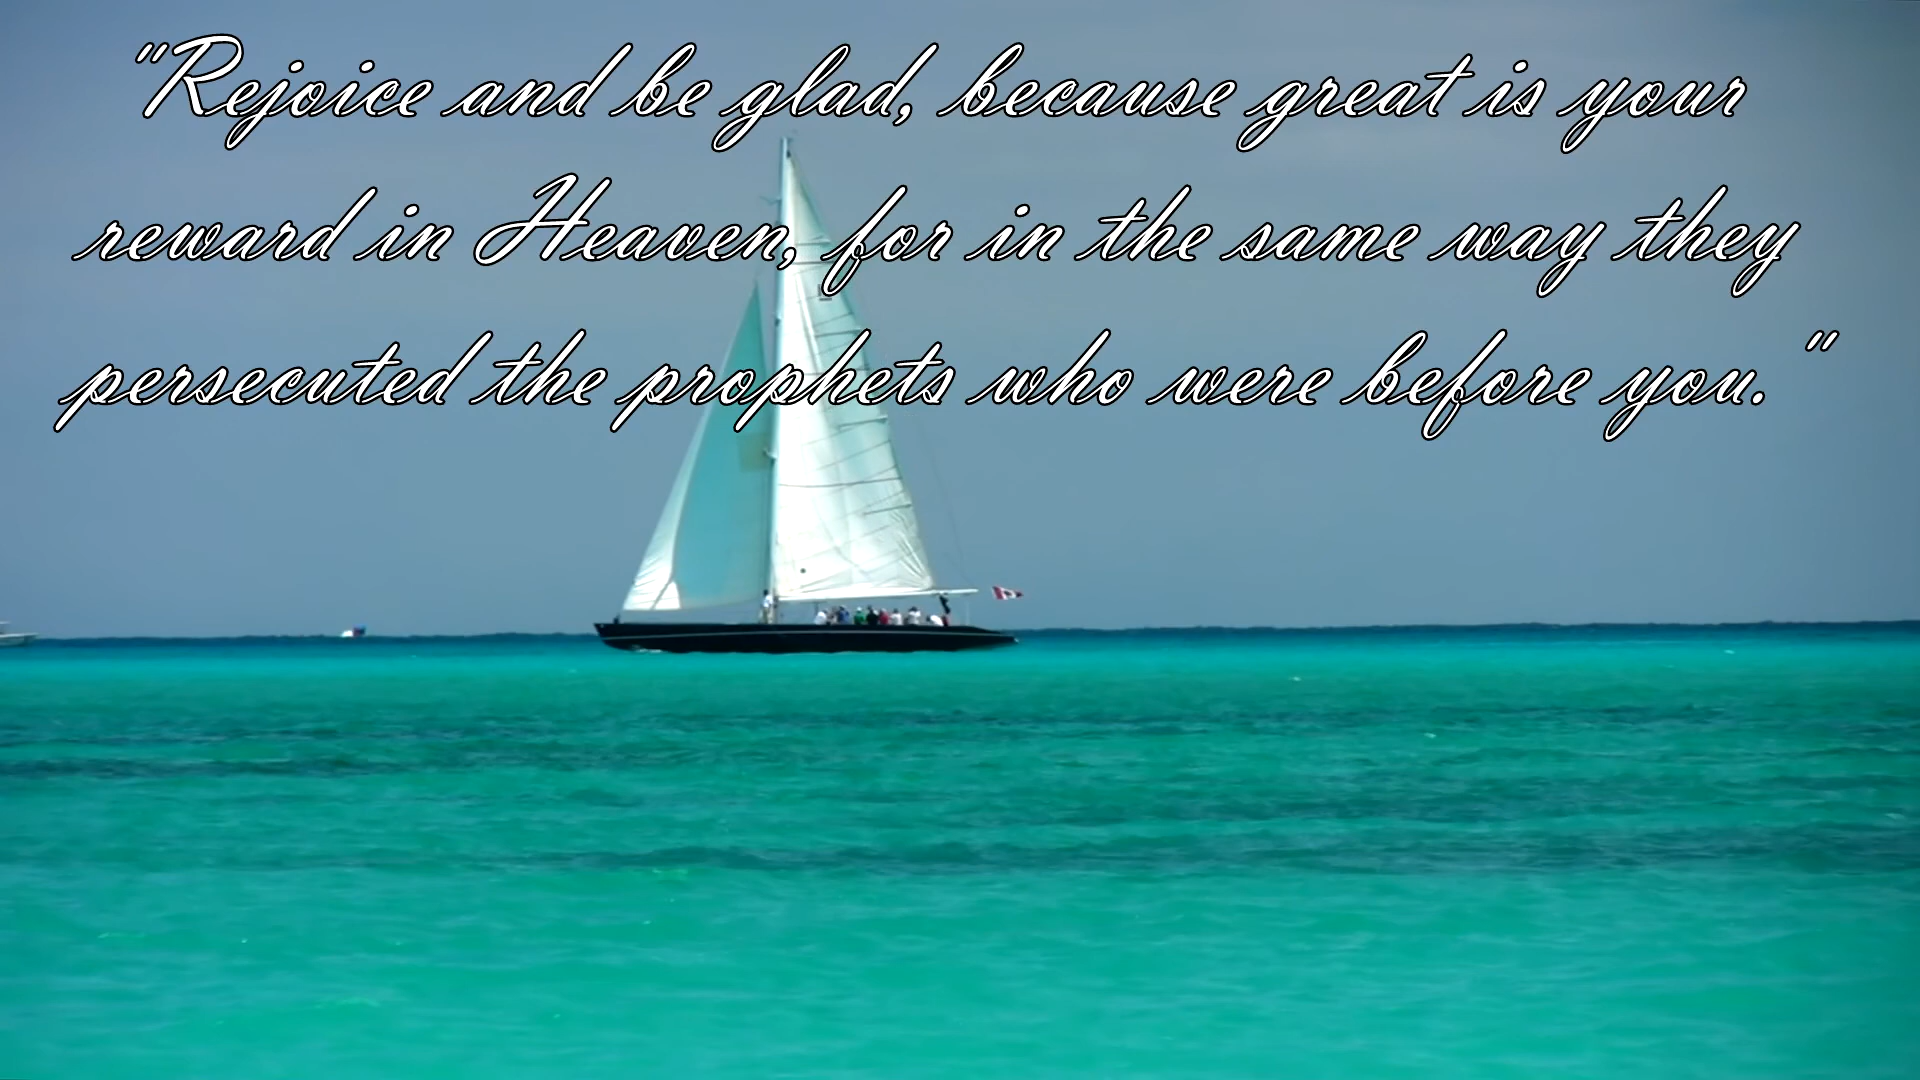 "Rejoice and be glad, because great is your
reward in Heaven, for in the same way they
persecuted the prophets who were before you."